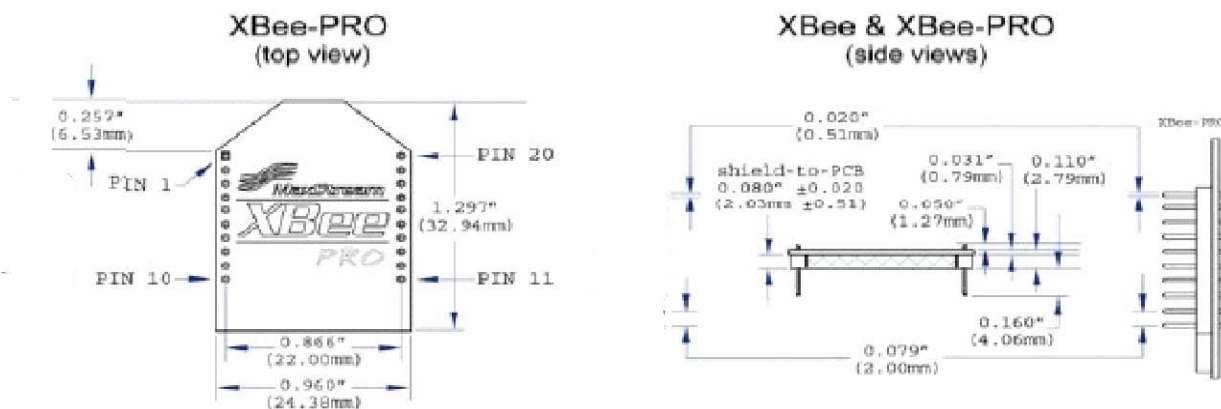 XBee-PRO
(top view)
0.257"
(6.53mm)
PIN 1
PIN 20
MaxStream
XBee
PRO
1.297"
(32.94mm)
PIN 10
PIN 11
0.866"
(22.00mm)
0.960"
(24.38mm)
XBee & XBee-PRO
(side views)
0.020"
(0.51mm)
XBee-PRO
shield-to-PCB
0.080" ±0.020
(2.03mm ±0.51)
0.031"
(0.79mm)
0.110"
(2.79mm)
0.050"
(1.27mm)
0.160"
(4.06mm)
0.079"
(2.00mm)